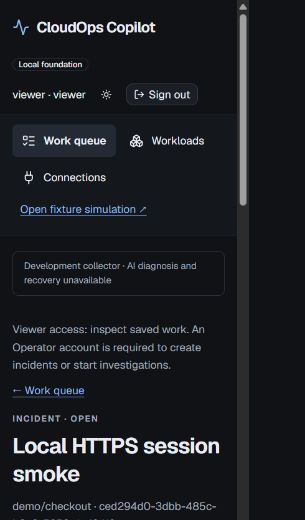 CloudOps Copilot
Local foundation
viewer · viewer
Sign out
Work queue
Workloads
Connections
Open fixture simulation ↗
Development collector · AI diagnosis and
recovery unavailable
Viewer access: inspect saved work. An
Operator account is required to create
incidents or start investigations.
← Work queue
INCIDENT · OPEN
Local HTTPS session
smoke
demo/checkout · ced294d0-3dbb-485c-